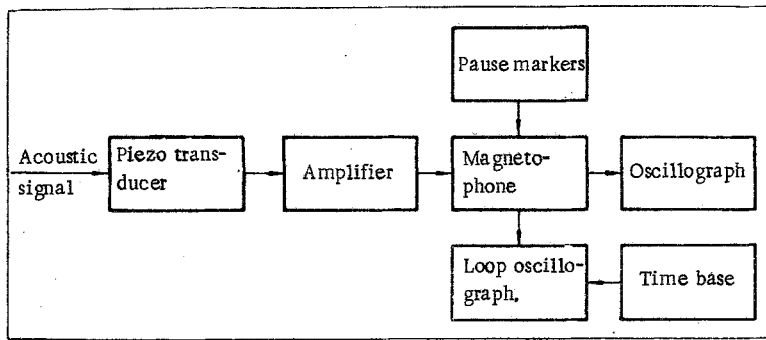 Pause markers
Acoustic
signal
Piezo trans-
ducer
Amplifier
Magneto-
phone
Oscillograph
Loop oscillo-
graph.
Time base